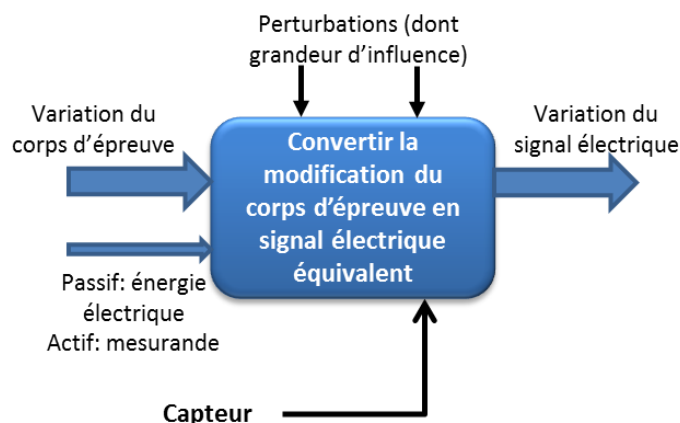 Perturbations (dont
grandeur d'influence)
Variation du
corps d'épreuve
Variation du
signal électrique
Convertir la
modification du
corps d'épreuve en
signal électrique
équivalent
Passif: énergie
électrique
Actif: mesurande
Capteur